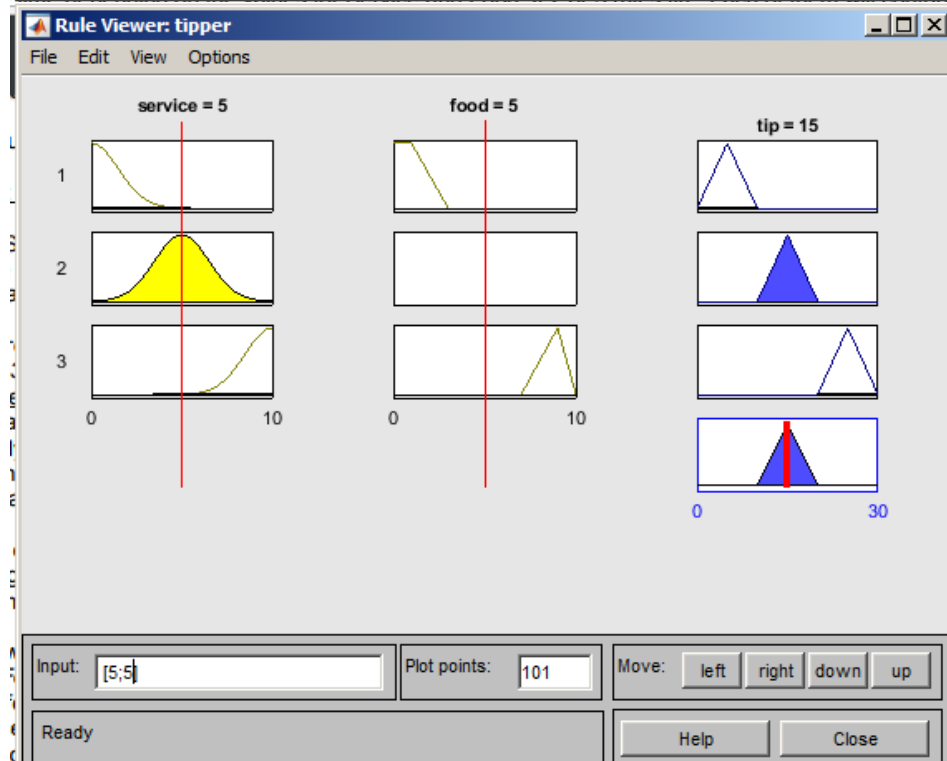 Rule Viewer: tipper
File Edit View Options
service = 5
food = 5
tip = 15
1
2
3
0 10
0 10
0 30
Input: [5;5]
Plot points: 101
Move: left right down up
Ready
Help Close